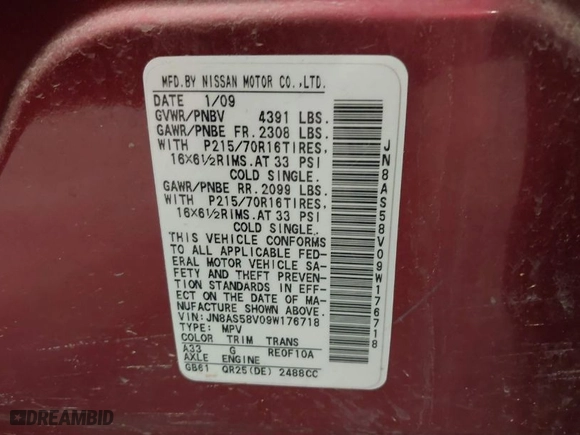 MFD.BY NISSAN MOTOR CO.,LTD.
DATE 1/09
GVWR/PNBV 4391 LBS.
GAWR/PNBE FR. 2308 LBS.
WITH P215/70R16TIRES,
16X6½RIMS.AT 33 PSI
COLD SINGLE.
GAWR/PNBE RR. 2099 LBS.
WITH P215/70R16TIRES,
16X6½RIMS.AT 33 PSI
COLD SINGLE.
THIS VEHICLE CONFORMS
TO ALL APPLICABLE FED-
ERAL MOTOR VEHICLE SA-
FETY AND THEFT PREVEN-
TION STANDARDS IN EFF-
ECT ON THE DATE OF MA-
NUFACTURE SHOWN ABOVE.
VIN: JN8AS58V09W176718
TYPE: MPV
COLOR TRIM TRANS
A33 G RE0F10A
AXLE ENGINE
GB61 QR25(DE) 2488CC
JN8AS58V09W176718
DREAMBID